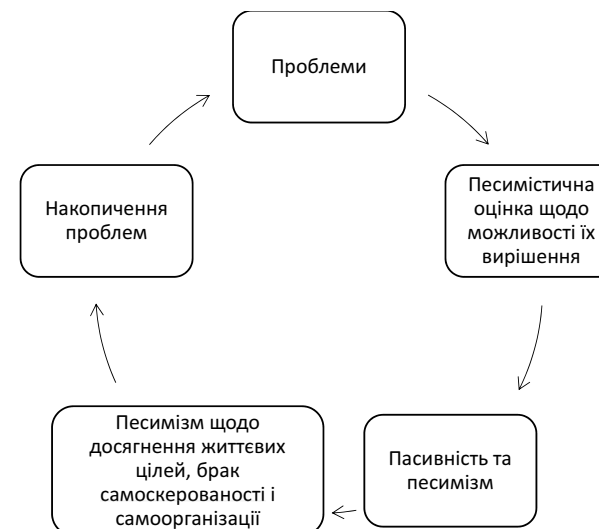 Проблеми
Песимістична
оцінка щодо
можливості їх
вирішення
Пасивність та
песимізм
Песимізм щодо
досягнення життєвих
цілей, брак
самоскерованості і
самоорганізації
Накопичення
проблем